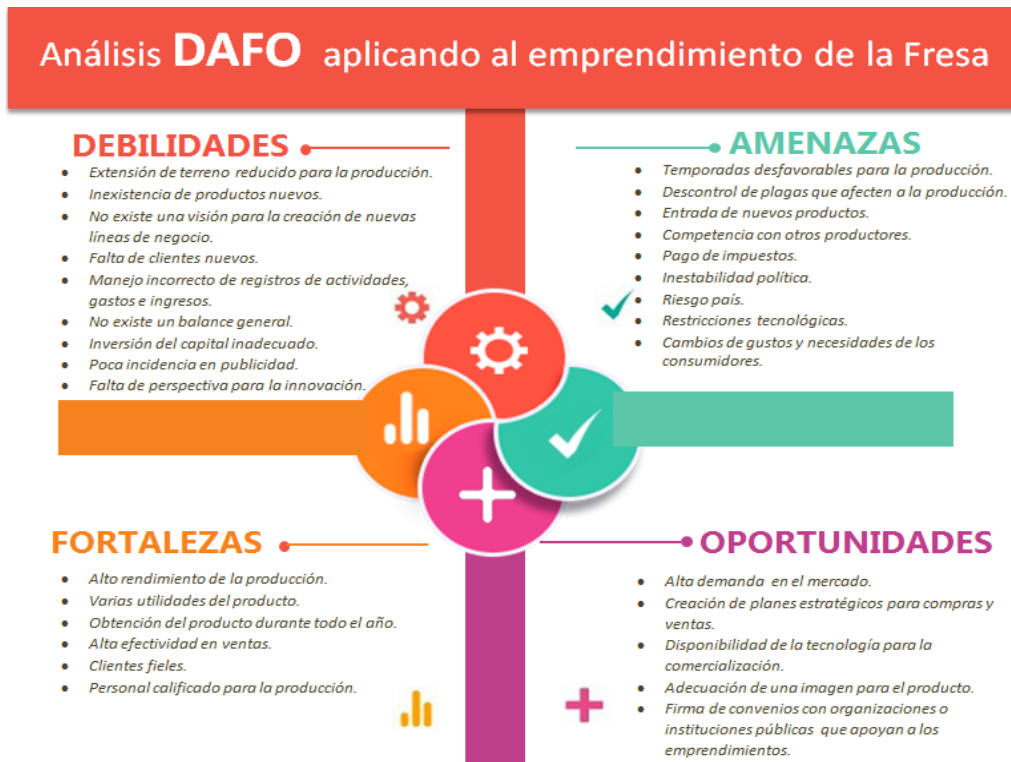 Análisis DAFO aplicando al emprendimiento de la Fresa
DEBILIDADES
• Extensión de terreno reducido para la producción.
• Inexistencia de productos nuevos.
• No existe una visión para la creación de nuevas
líneas de negocio.
• Falta de clientes nuevos.
• Manejo incorrecto de registros de actividades,
gastos e ingresos.
• No existe un balance general.
• Inversión del capital inadecuado.
• Poca incidencia en publicidad.
• Falta de perspectiva para la innovación.
AMENAZAS
• Temporadas desfavorables para la producción.
• Descontrol de plagas que afecten a la producción.
• Entrada de nuevos productos.
• Competencia con otros productores.
• Pago de impuestos.
• Inestabilidad política.
• Riesgo país.
• Restricciones tecnológicas.
• Cambios de gustos y necesidades de los
consumidores.
FORTALEZAS
• Alto rendimiento de la producción.
• Varias utilidades del producto.
• Obtención del producto durante todo el año.
• Alta efectividad en ventas.
• Clientes fieles.
• Personal calificado para la producción.
OPORTUNIDADES
• Alta demanda en el mercado.
• Creación de planes estratégicos para compras y
ventas.
• Disponibilidad de la tecnología para la
comercialización.
• Adecuación de una imagen para el producto.
• Firma de convenios con organizaciones o
instituciones públicas que apoyan a los
emprendimientos.